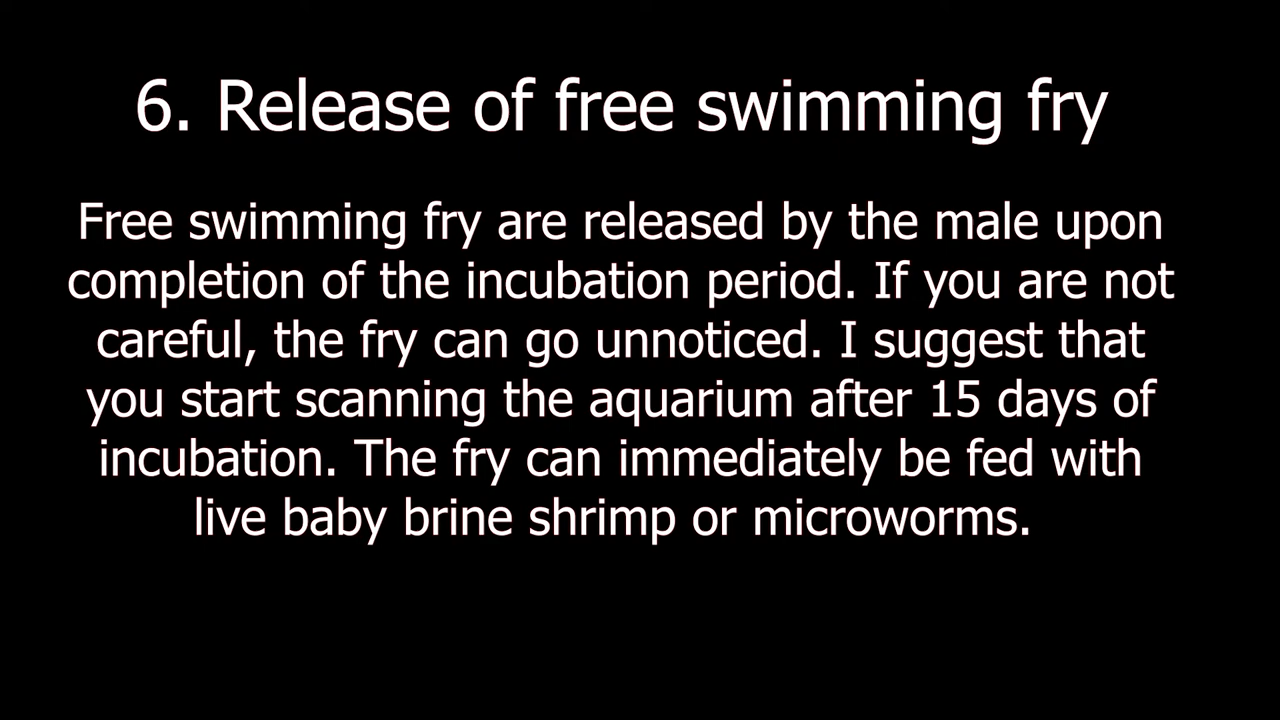 6. Release of free swimming fry
Free swimming fry are released by the male upon
completion of the incubation period. If you are not
careful, the fry can go unnoticed. I suggest that
you start scanning the aquarium after 15 days of
incubation. The fry can immediately be fed with
live baby brine shrimp or microworms.